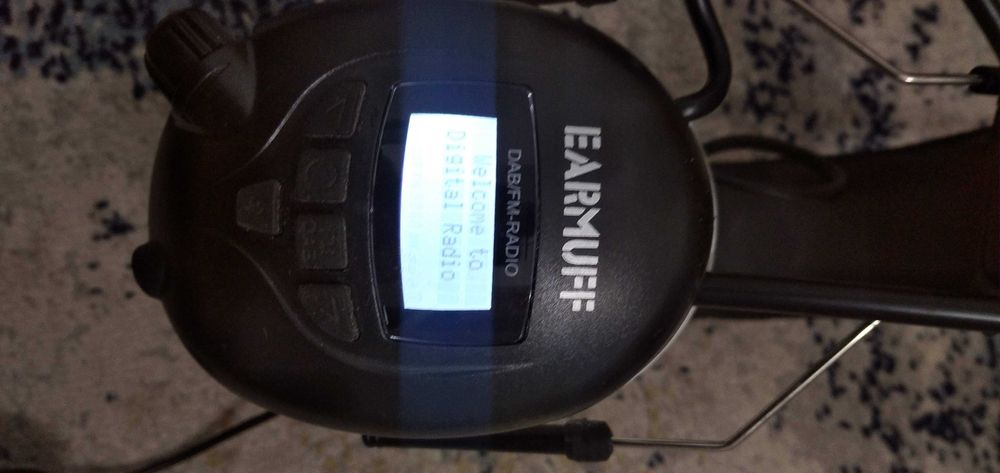 EARMUFF
DAB/FM-RADIO
Welcome to
Digital Radio